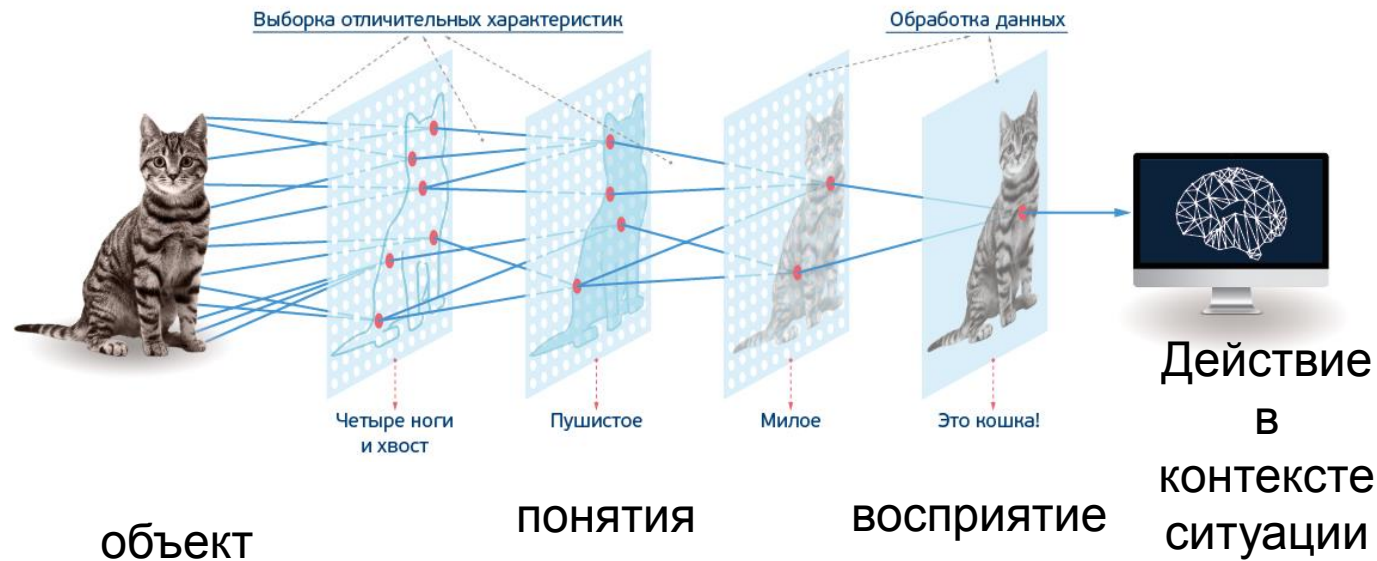 Выборка отличительных характеристик
Обработка данных
Четыре ноги
и хвост
Пушистое
Милое
Это кошка!
Действие
в
контексте
ситуации
объект
понятия
восприятие